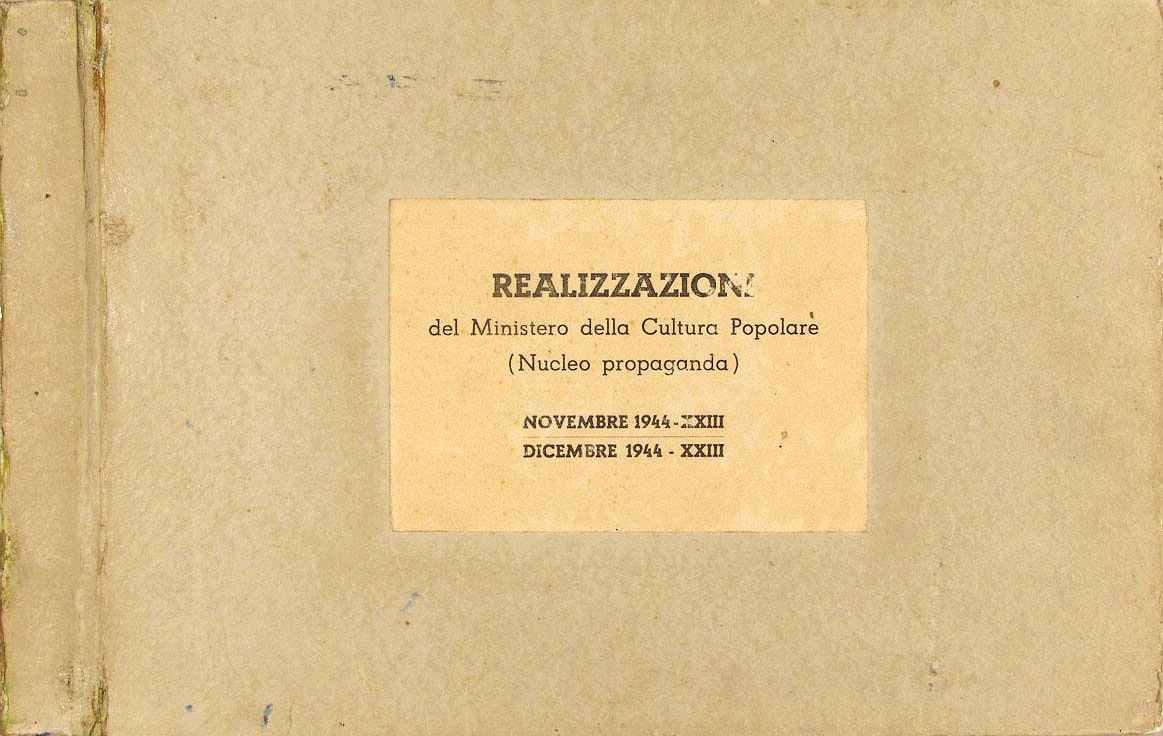 REALIZZAZIONI
del Ministero della Cultura Popolare
(Nucleo propaganda)
NOVEMBRE 1944-XXIII
DICEMBRE 1944 - XXIII